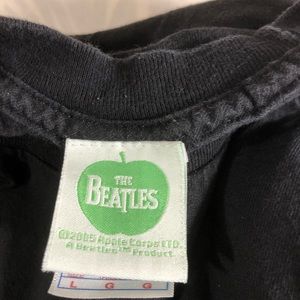 THE
BEATLES
©2005 Apple Corps LTD.
A Beatles™ Product
L G G